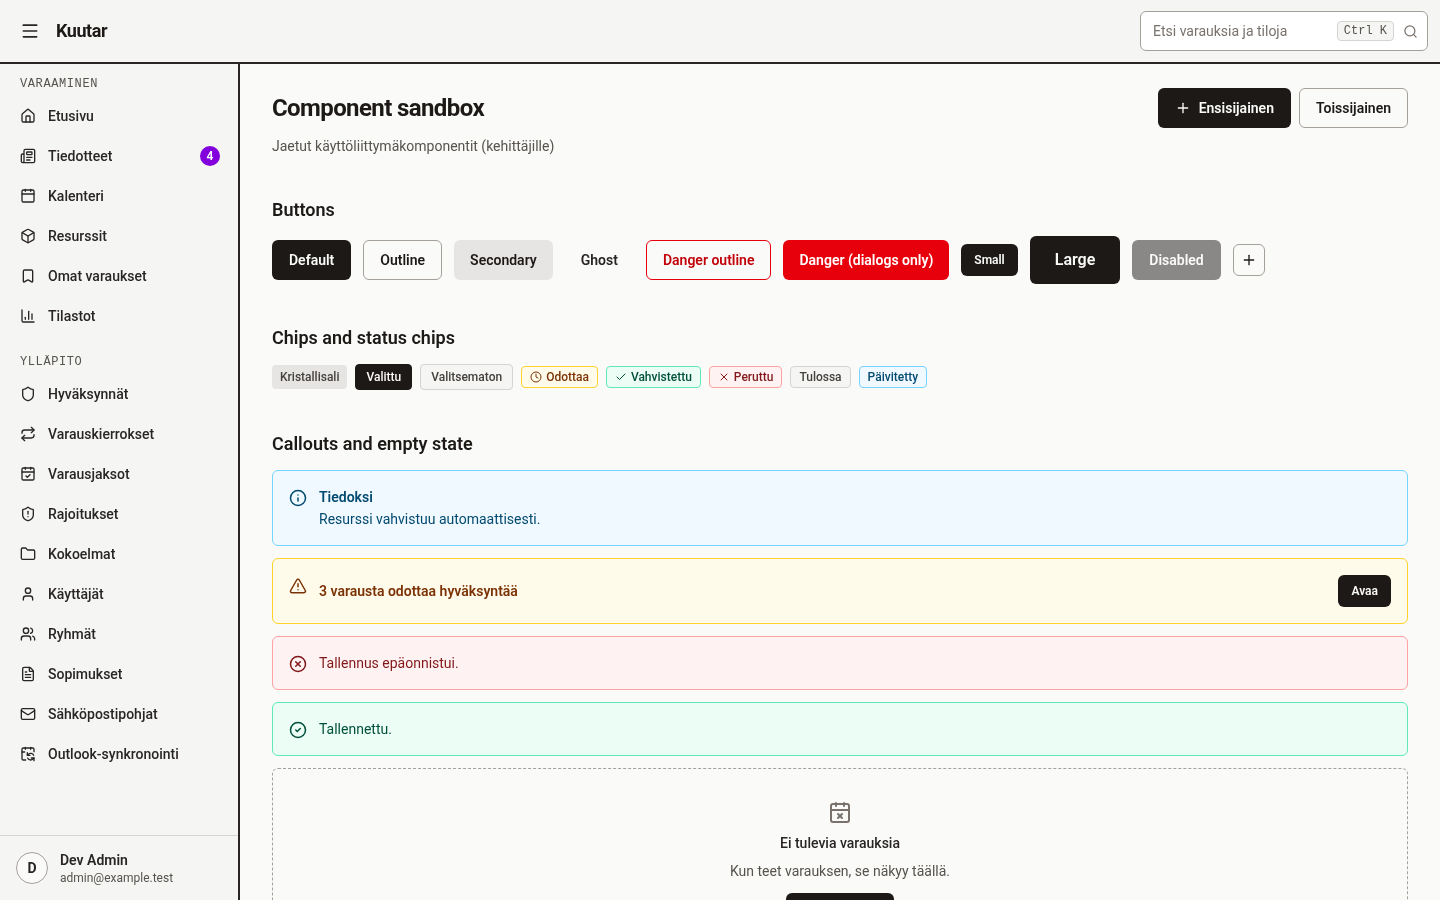 Kuutar
Etsi varauksia ja tiloja
Ctrl K
VARAAMINEN
Etusivu
Tiedotteet
4
Kalenteri
Resurssit
Omat varaukset
Tilastot
YLLÄPITO
Hyväksynnät
Varauskierrokset
Varausjaksot
Rajoitukset
Kokoelmat
Käyttäjät
Ryhmät
Sopimukset
Sähköpostipohjat
Outlook-synkronointi
D
Dev Admin
admin@example.test
Component sandbox
Jaetut käyttöliittymäkomponentit (kehittäjille)
Ensisijainen
Toissijainen
Buttons
Default
Outline
Secondary
Ghost
Danger outline
Danger (dialogs only)
Small
Large
Disabled
Chips and status chips
Kristallisali
Valittu
Valitsematon
Odottaa
Vahvistettu
Peruttu
Tulossa
Päivitetty
Callouts and empty state
Tiedoksi
Resurssi vahvistuu automaattisesti.
3 varausta odottaa hyväksyntää
Avaa
Tallennus epäonnistui.
Tallennettu.
Ei tulevia varauksia
Kun teet varauksen, se näkyy täällä.